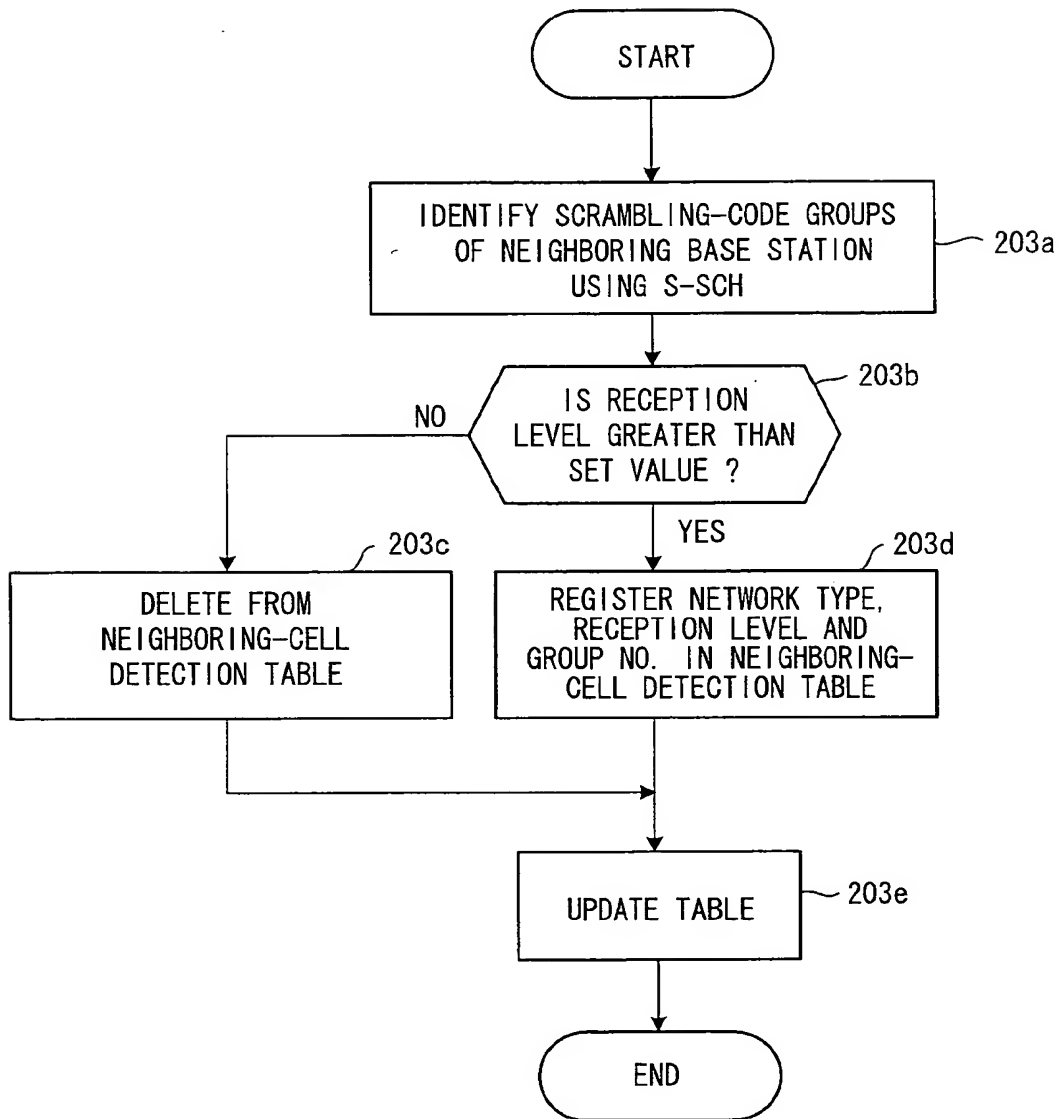 START
IDENTIFY SCRAMBLING-CODE GROUPS
OF NEIGHBORING BASE STATION
USING S-SCH
203a
IS RECEPTION
LEVEL GREATER THAN
SET VALUE ?
203b
NO
YES
203c
DELETE FROM
NEIGHBORING-CELL
DETECTION TABLE
203d
REGISTER NETWORK TYPE,
RECEPTION LEVEL AND
GROUP NO. IN NEIGHBORING-
CELL DETECTION TABLE
UPDATE TABLE
203e
END